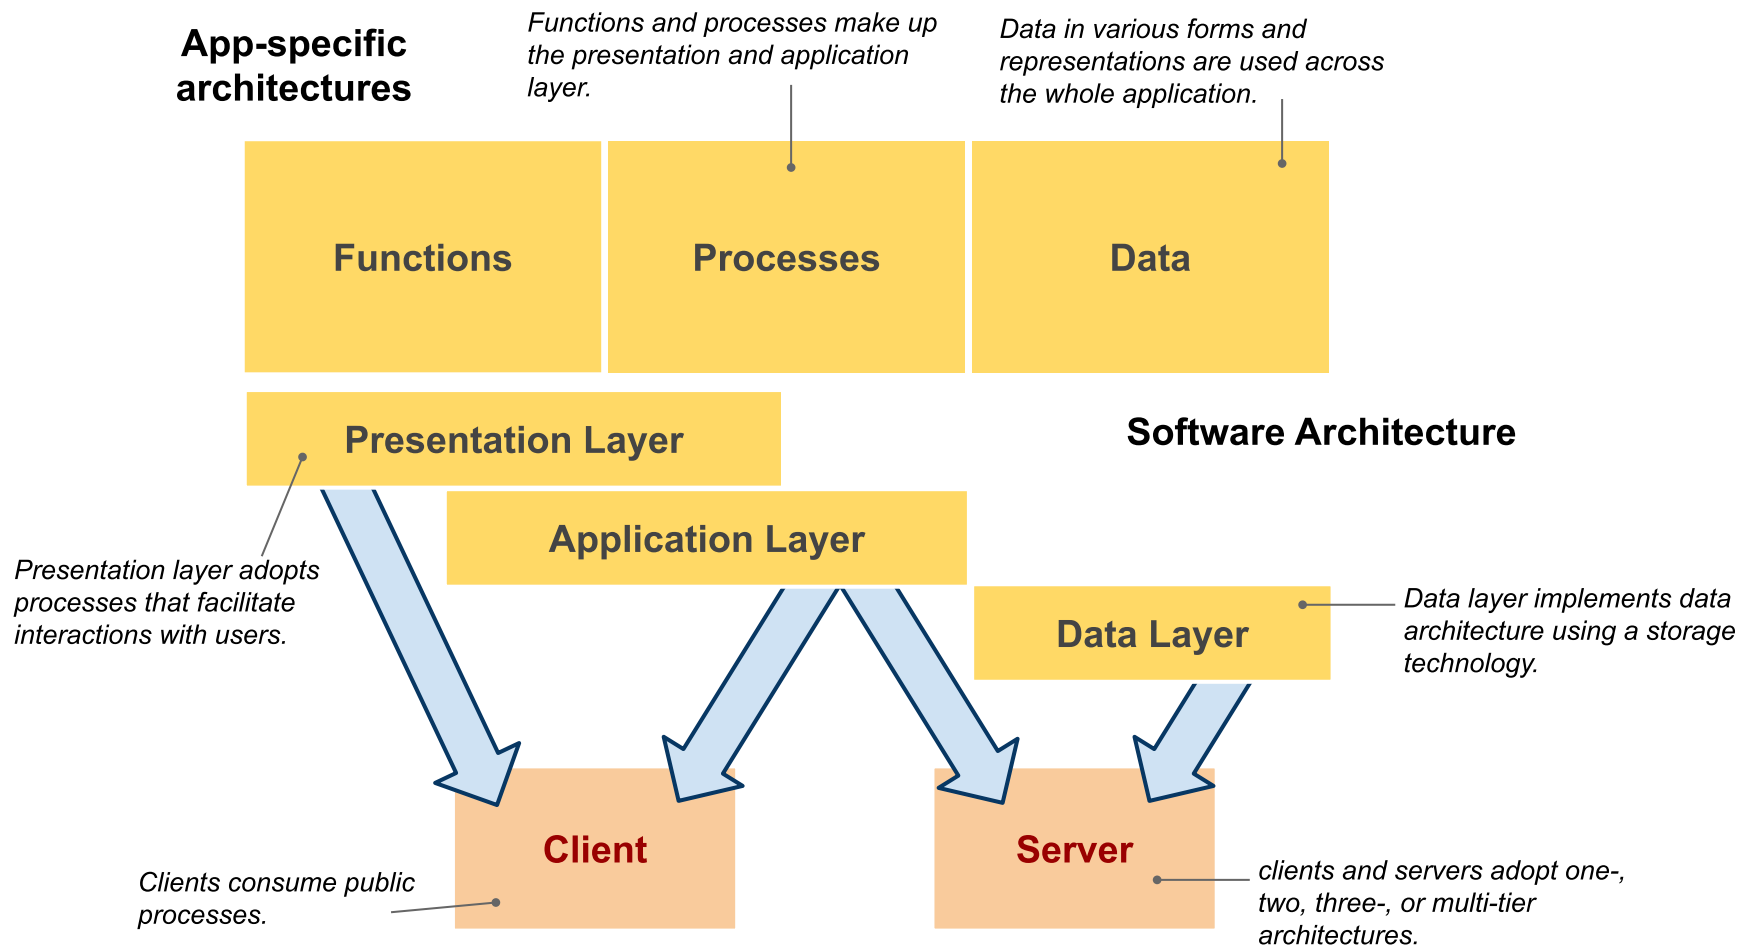 App-specific
architectures
Functions and processes make up
the presentation and application
layer.
Data in various forms and
representations are used across
the whole application.
Functions
Processes
Data
Presentation Layer
Software Architecture
Application Layer
Presentation layer adopts
processes that facilitate
interactions with users.
Data Layer
Data layer implements data
architecture using a storage
technology.
Client
Server
Clients consume public
processes.
clients and servers adopt one-,
two, three-, or multi-tier
architectures.